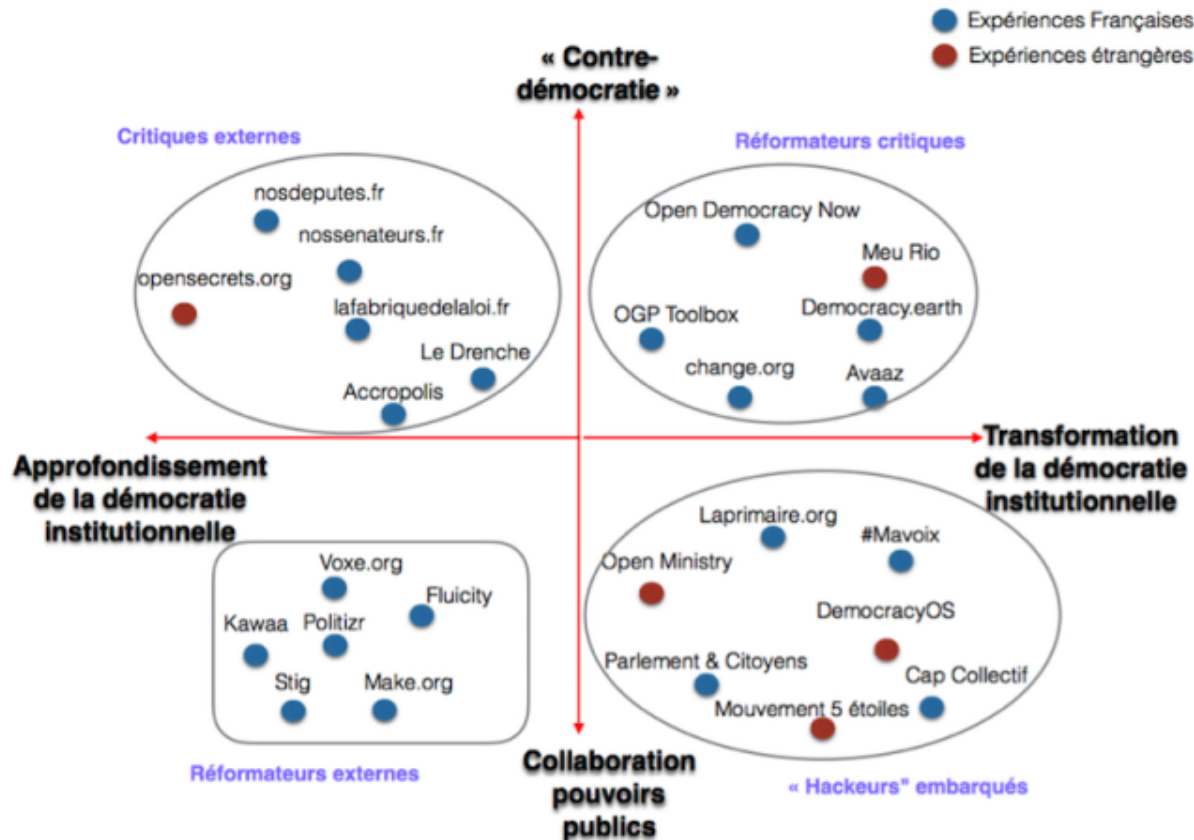 Expériences Françaises
Expériences étrangères
« Contre-
démocratie »
Critiques externes
Réformateurs critiques
nosdeputes.fr
nossenateurs.fr
opensecrets.org
lafabriquedelaloi.fr
Le Drenche
Accropolis
Open Democracy Now
Meu Rio
OGP Toolbox
Democracy.earth
change.org
Avaaz
Approfondissement
de la démocratie
institutionnelle
Transformation
de la démocratie
institutionnelle
Voxe.org
Fluicity
Kawaa
Politizr
Stig
Make.org
Réformateurs externes
Laprimaire.org
#Mavoix
Open Ministry
DemocracyOS
Parlement & Citoyens
Cap Collectif
Mouvement 5 étoiles
« Hackeurs" embarqués
Collaboration
pouvoirs
publics